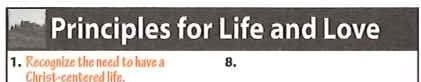 Principles for Life and Love
1. Recognize the need to have a 8.
Christ-centered life.